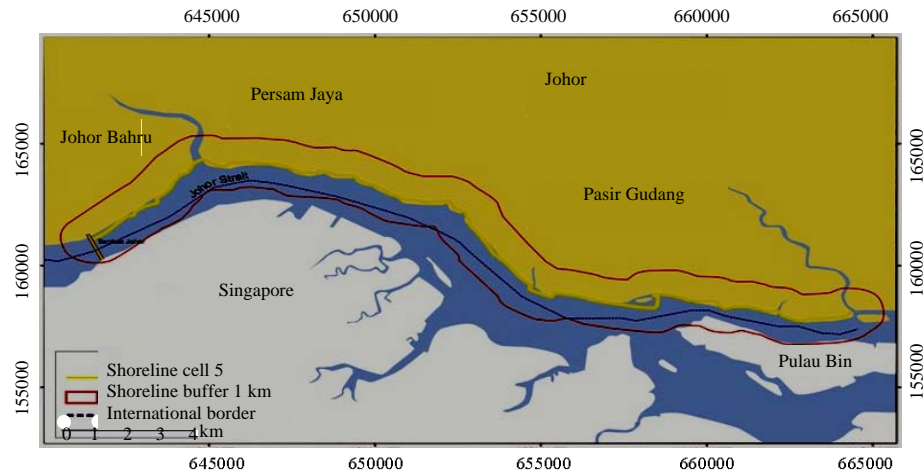 645000 650000 655000 660000 665000
Johor
Persam Jaya
Johor Bahru
165000 165000
Johor Strait
Pasir Gudang
Tambak Johor
160000 160000
Singapore
Pulau Bin
155000 155000
Shoreline cell 5
Shoreline buffer 1 km
International border
0 1 2 3 4 km
645000 650000 655000 660000 665000